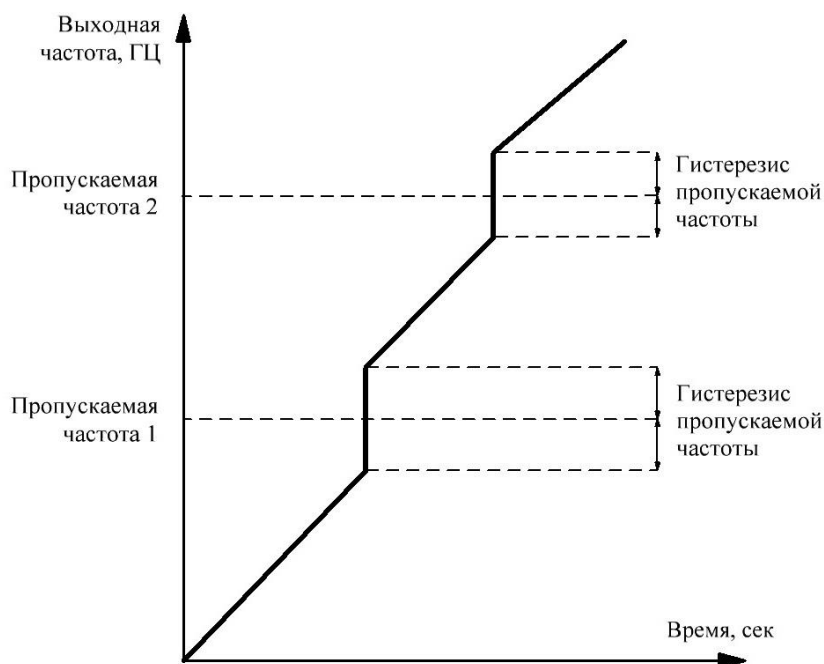 Выходная
частота, ГЦ
Пропускаемая
частота 2
Гистерезис
пропускаемой
частоты
Пропускаемая
частота 1
Гистерезис
пропускаемой
частоты
Время, сек